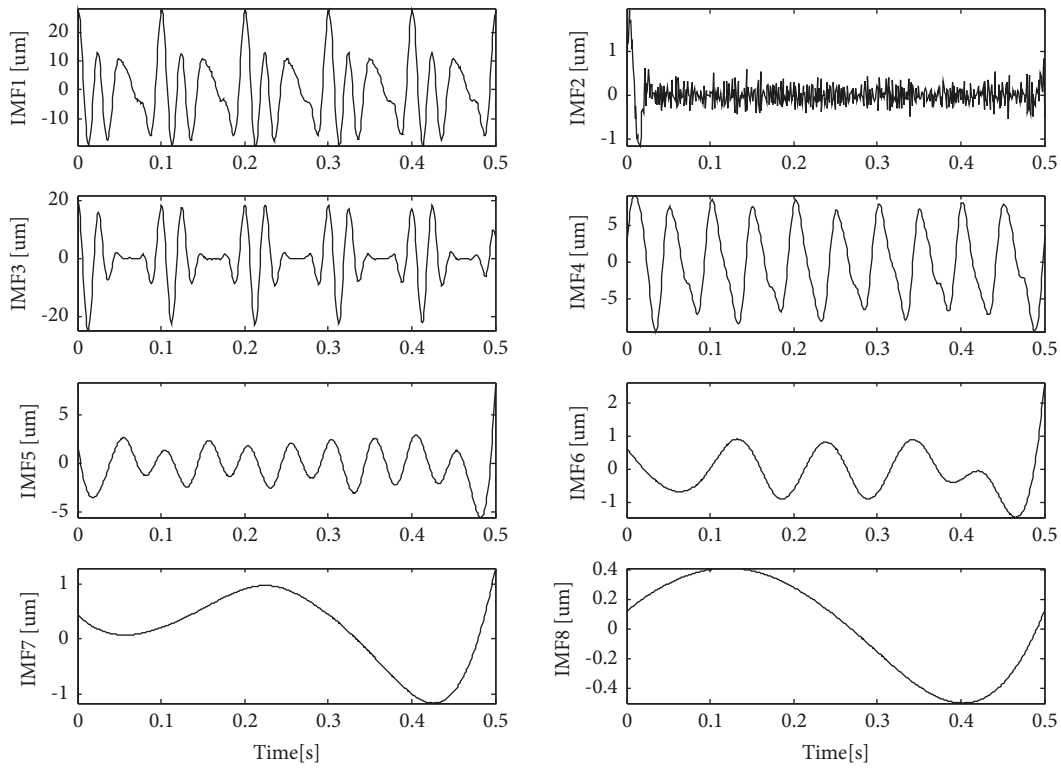 IMF1 [um]
20
10
0
-10
0 0.1 0.2 0.3 0.4 0.5
IMF2 [um]
1
0
-1
0 0.1 0.2 0.3 0.4 0.5
IMF3 [um]
20
0
-20
0 0.1 0.2 0.3 0.4 0.5
IMF4 [um]
5
0
-5
0 0.1 0.2 0.3 0.4 0.5
IMF5 [um]
5
0
-5
0 0.1 0.2 0.3 0.4 0.5
IMF6 [um]
2
1
0
-1
0 0.1 0.2 0.3 0.4 0.5
IMF7 [um]
1
0
-1
0 0.1 0.2 0.3 0.4 0.5
Time[s]
IMF8 [um]
0.4
0.2
0
-0.2
-0.4
0 0.1 0.2 0.3 0.4 0.5
Time[s]